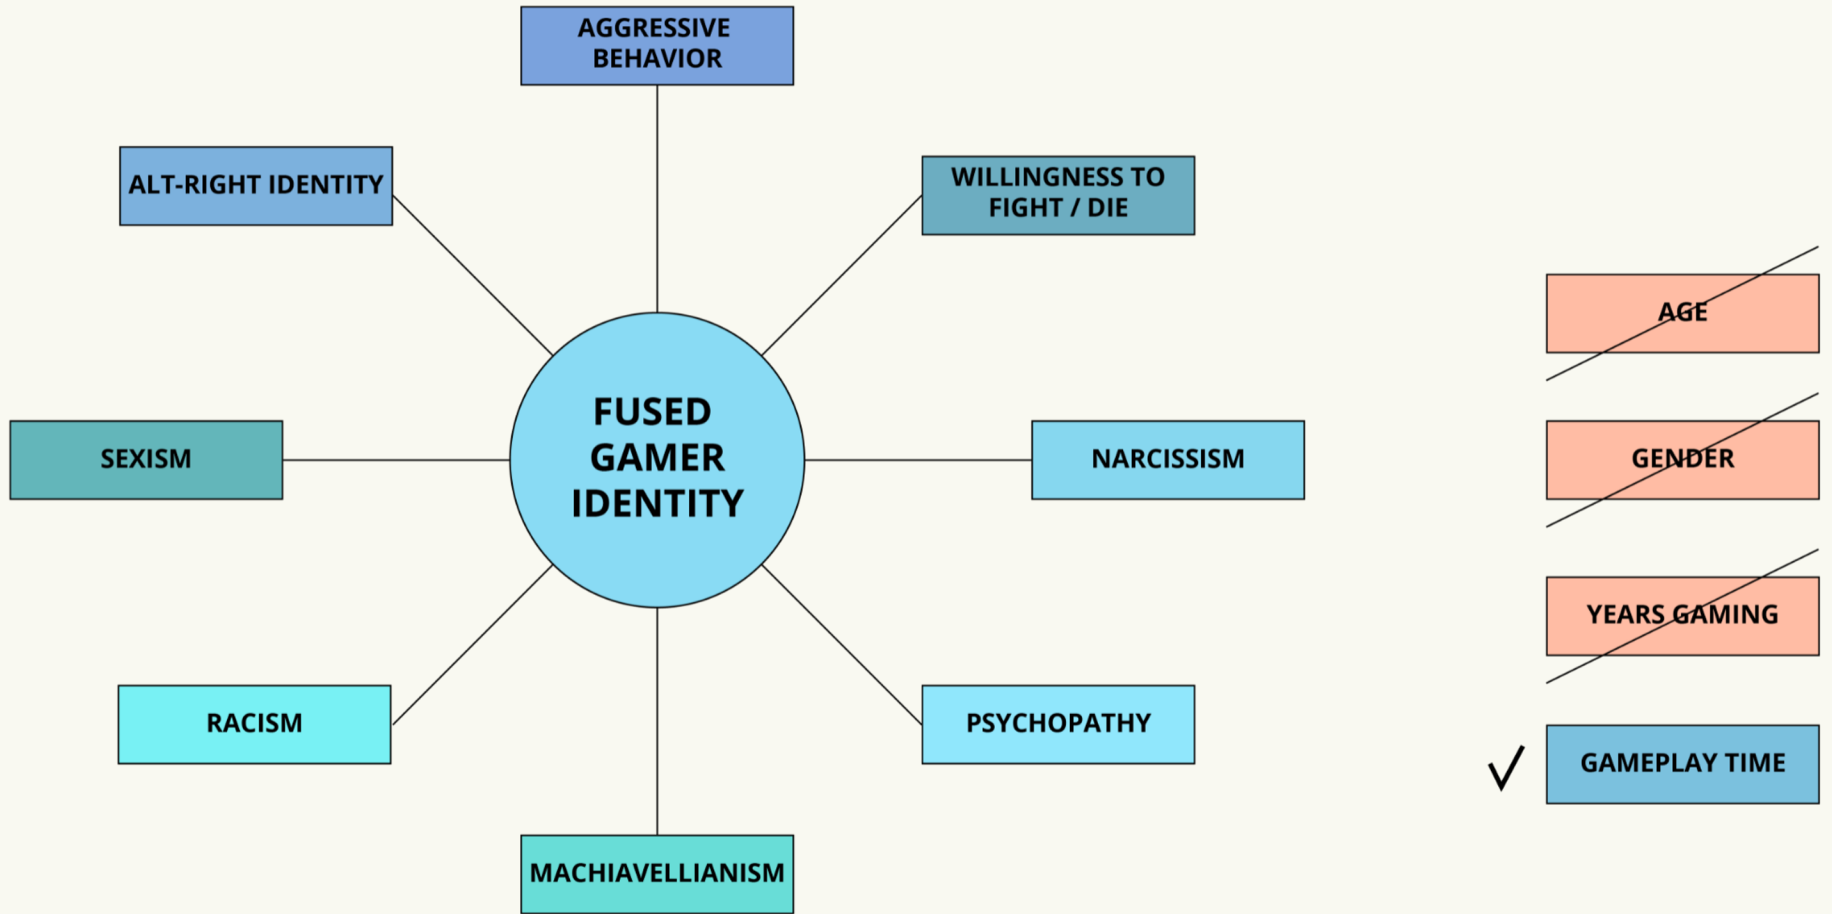 AGGRESSIVE
BEHAVIOR
ALT-RIGHT IDENTITY
WILLINGNESS TO
FIGHT / DIE
SEXISM
FUSED
GAMER
IDENTITY
NARCISSISM
RACISM
PSYCHOPATHY
MACHIAVELLIANISM
AGE
GENDER
YEARS GAMING
GAMEPLAY TIME